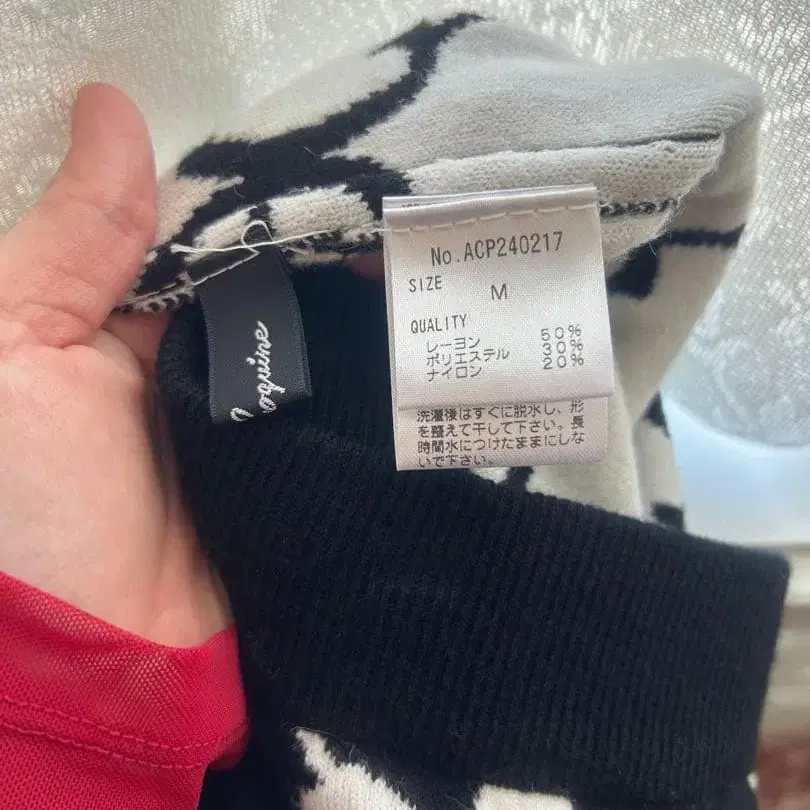 No.ACP240217
SIZE
M
QUALITY
レーヨン 50%
ポリエステル 30%
ナイロン 20%
洗濯後はすぐに脱水し、形
を整えて干して下さい。長
時間水につけたままにしな
いで下さい。
oquine